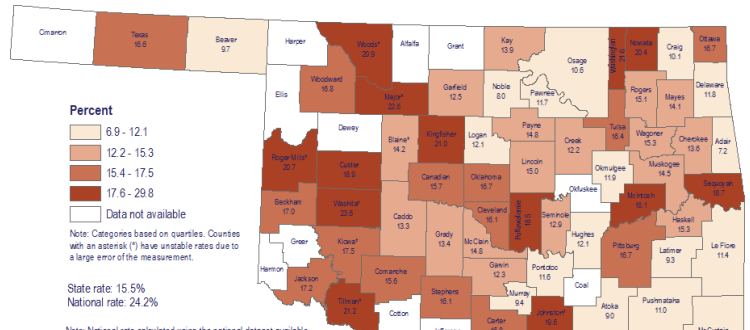 Cimarron
Texas
16.6
Beaver
9.7
Harper
Woods*
20.9
Alfalfa
Grant
Kay
13.9
Osage
10.6
Washington
21.6
Nowata
20.4
Craig
10.1
Ottawa
16.7
Ellis
Woodward
16.8
Major*
22.6
Garfield
12.5
Noble
8.0
Pawnee
11.7
Rogers
15.1
Mayes
14.1
Delaware
11.8
Percent
6.9 - 12.1
12.2 - 15.3
15.4 - 17.5
17.6 - 29.8
Data not available
Note: Categories based on quartiles. Counties
with an asterisk (*) have unstable rates due to
a large error of the measurement.
State rate: 15.5%
National rate: 24.2%
Dewey
Blaine*
14.2
Kingfisher
21.0
Logan
12.1
Payne
14.8
Creek
12.2
Tulsa
16.4
Wagoner
15.3
Cherokee
13.6
Adair
7.2
Roger Mills*
20.7
Custer
18.8
Canadian
15.7
Oklahoma
16.7
Lincoln
15.0
Okmulgee
11.9
Muskogee
14.5
Okfuskee
McIntosh
18.1
Sequoyah
18.7
Beckham
17.0
Washita*
23.6
Caddo
13.3
Grady
13.4
Cleveland
16.1
McClain
14.8
Pottawatomie
18.5
Seminole
12.9
Hughes
12.1
Haskell
15.3
Pittsburg
16.7
Latimer
9.3
Le Flore
11.4
Greer
Kiowa*
17.5
Harmon
Jackson
17.2
Comanche
15.6
Garvin
12.3
Pontotoc
11.6
Coal
Tillman*
21.2
Cotton
Stephens
16.1
Murray
9.4
Johnston*
19.8
Atoka
9.0
Pushmataha
11.0
Carter